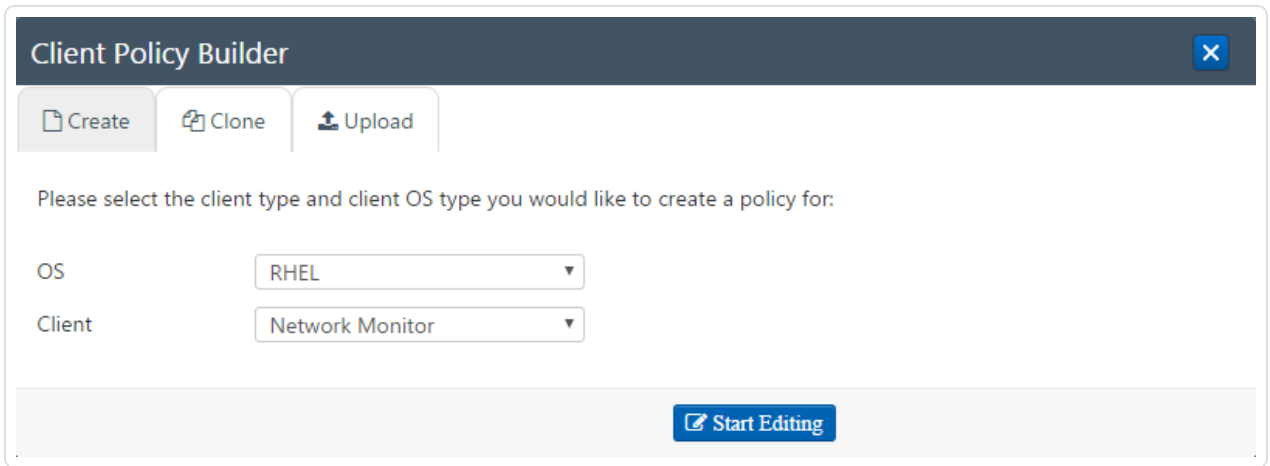 Client Policy Builder
Create Clone Upload
Please select the client type and client OS type you would like to create a policy for:
OS RHEL
Client Network Monitor
Start Editing